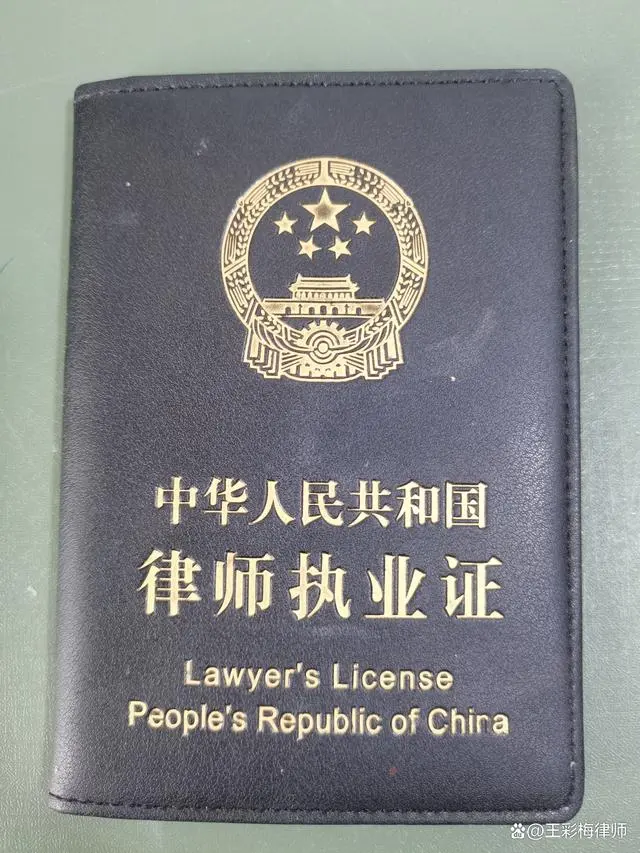 中华人民共和国
律师执业证
Lawyer's License
People's Republic of China
@王彩梅律师